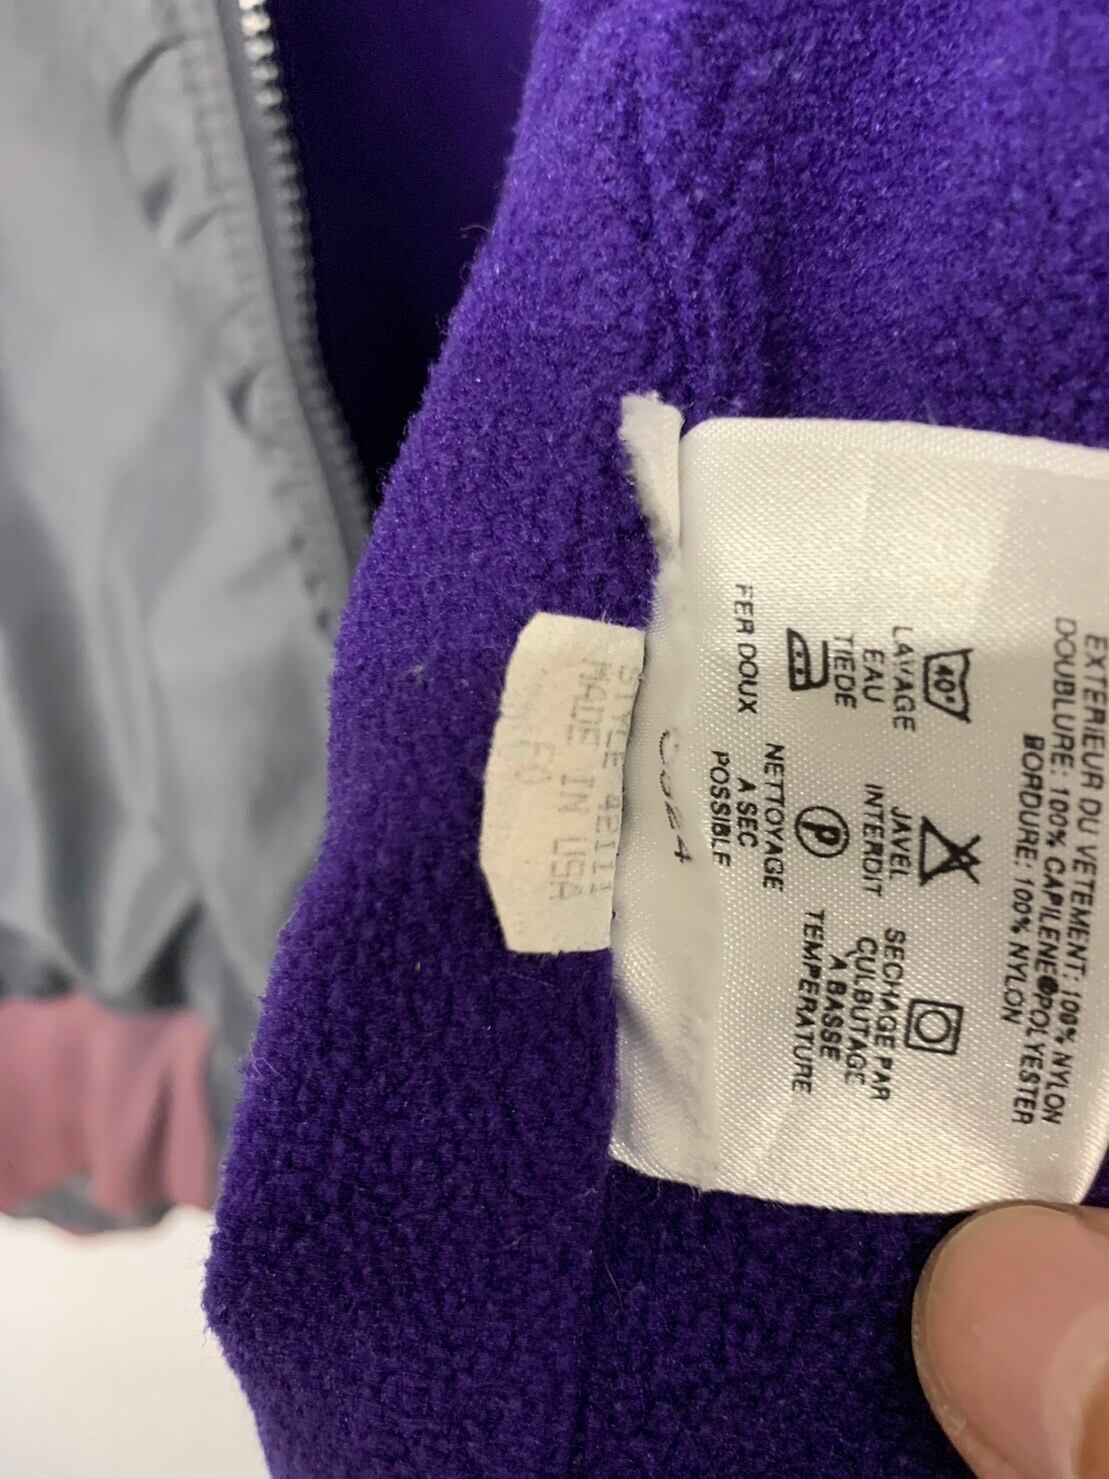 EXTERIEUR DU VETEMENT: 100% NYLON
DOUBLURE: 100% CAPILENE®POLYESTER
BORDURE: 100% NYLON
40°
LAVAGE
EAU
TIEDE
JAVEL
INTERDIT
SECHAGE PAR
CULBUTAGE
A BASSE
TEMPERATURE
FER DOUX
P
NETTOYAGE
A SEC
POSSIBLE
STYLE 42111
MADE IN USA